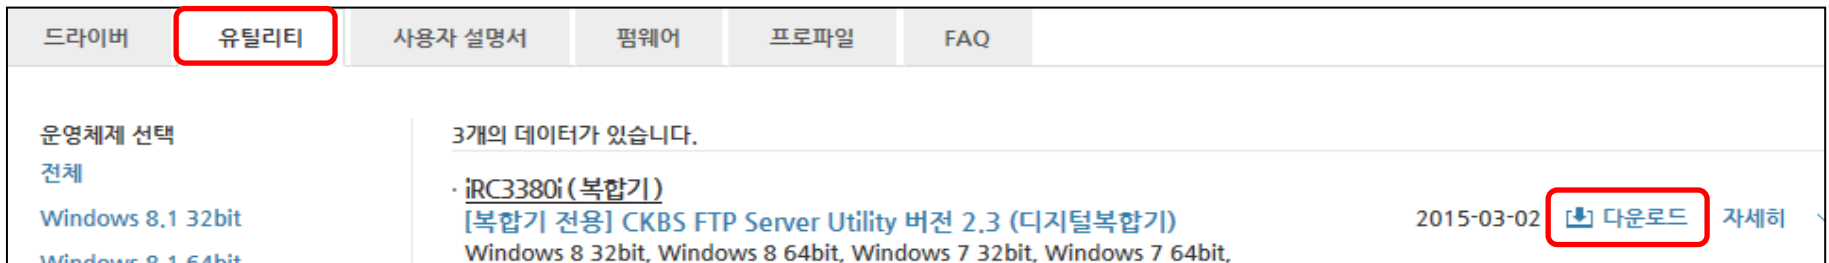 드라이버 유틸리티 사용자 설명서 펌웨어 프로파일 FAQ
운영체제 선택
전체
Windows 8.1 32bit
Windows 8.1 64bit
3개의 데이터가 있습니다.
· iRC3380i ( 복합기 )
[복합기 전용] CKBS FTP Server Utility 버전 2.3 (디지털복합기) 2015-03-02 다운로드 자세히
Windows 8 32bit, Windows 8 64bit, Windows 7 32bit, Windows 7 64bit,